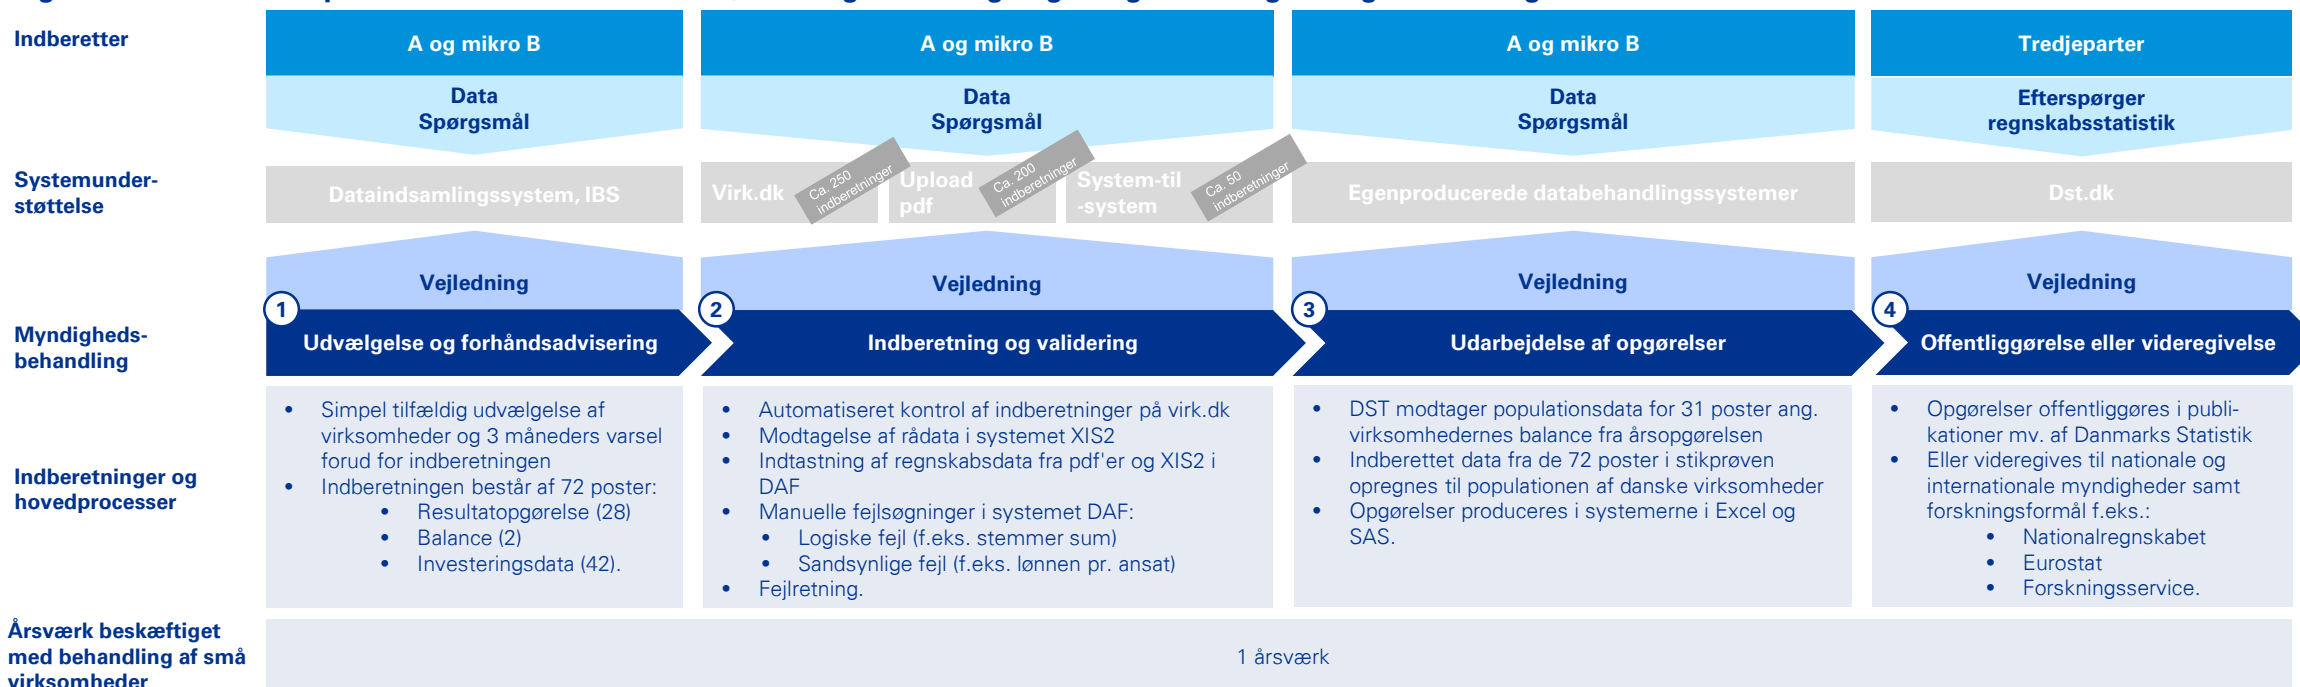 Indberetter
A og mikro B
A og mikro B
A og mikro B
Tredjeparter
Data
Spørgsmål
Data
Spørgsmål
Data
Spørgsmål
Efterspørger
regnskabsstatistik
Systemunder-
støttelse
Dataindsamlingssystem, IBS
Virk.dk
Ca. 250
indberetninger
Upload
pdf
Ca. 200
indberetninger
System-til
-system
Ca. 50
indberetninger
Egenproducerede databehandlingssystemer
Dst.dk
Vejledning
Vejledning
Vejledning
Vejledning
Myndigheds-
behandling
1
Udvælgelse og forhåndsadvisering
2
Indberetning og validering
3
Udarbejdelse af opgørelser
4
Offentliggørelse eller videregivelse
Indberetninger og
hovedprocesser
• Simpel tilfældig udvælgelse af
virksomheder og 3 måneders varsel
forud for indberetningen
• Indberetningen består af 72 poster:
• Resultatopgørelse (28)
• Balance (2)
• Investeringsdata (42).
• Automatiseret kontrol af indberetninger på virk.dk
• Modtagelse af rådata i systemet XIS2
• Indtastning af regnskabsdata fra pdf'er og XIS2 i
DAF
• Manuelle fejlsøgninger i systemet DAF:
• Logiske fejl (f.eks. stemmer sum)
• Sandsynlige fejl (f.eks. lønnen pr. ansat)
• Fejlretning.
• DST modtager populationsdata for 31 poster ang.
virksomhedernes balance fra årsopgørelsen
• Indberettet data fra de 72 poster i stikprøven
opregnes til populationen af danske virksomheder
• Opgørelser produceres i systemerne i Excel og
SAS.
• Opgørelser offentliggøres i publi-
kationer mv. af Danmarks Statistik
• Eller videregives til nationale og
internationale myndigheder samt
forskningsformål f.eks.:
• Nationalregnskabet
• Eurostat
• Forskningsservice.
Årsværk beskæftiget
med behandling af små
virksomheder
1 årsværk